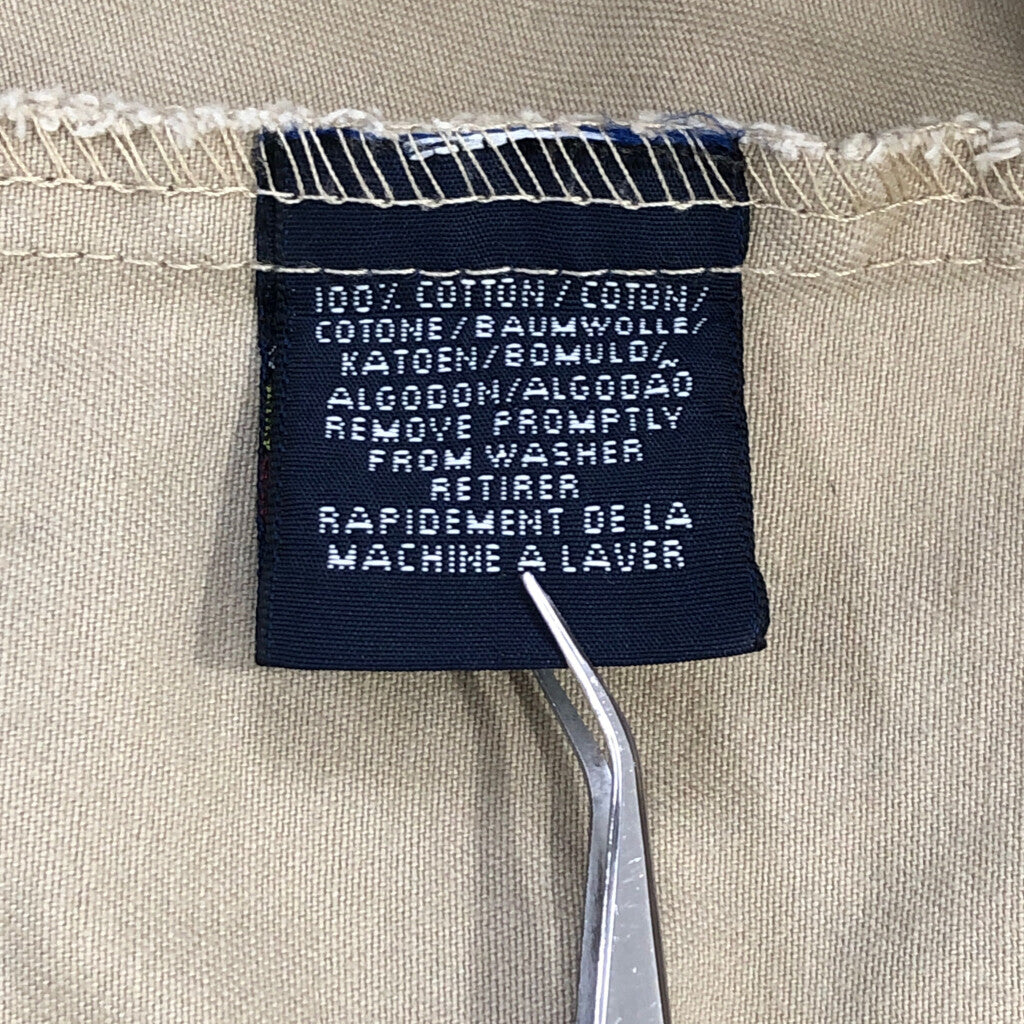 100% COTTON/COTON/
COTONE/BAUMWOLLE/
KATOEN/BOMULD/
ALGODON/ALGODÃO
REMOVE PROMPTLY
FROM WASHER
RETIRER
RAPIDEMENT DE LA
MACHINE A LAVER